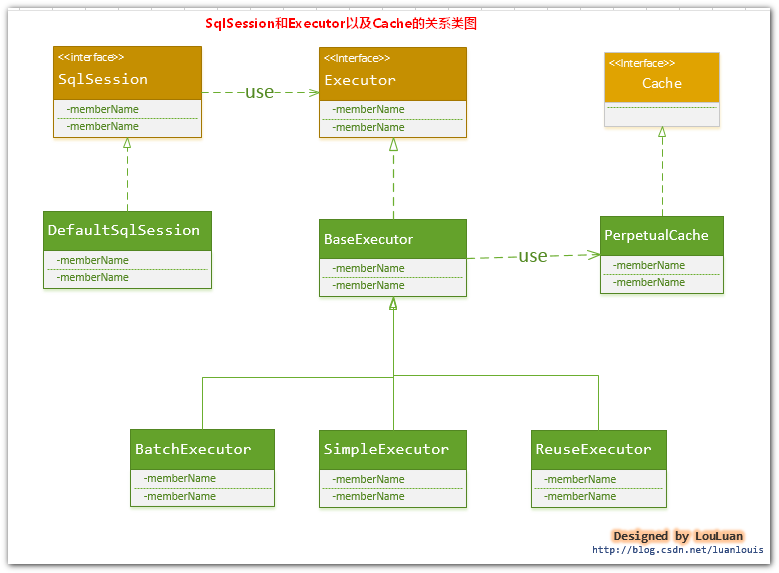 SqlSession和Executor以及Cache的关系类图
<<interface>>
SqlSession
-memberName
-memberName
use
<<Interface>>
Executor
-memberName
-memberName
<<Interface>>
Cache
DefaultSqlSession
-memberName
-memberName
BaseExecutor
-memberName
-memberName
use
PerpetualCache
-memberName
-memberName
BatchExecutor
-memberName
-memberName
SimpleExecutor
-memberName
-memberName
ReuseExecutor
-memberName
-memberName
Designed by LouLuan
http://blog.csdn.net/luanlouis